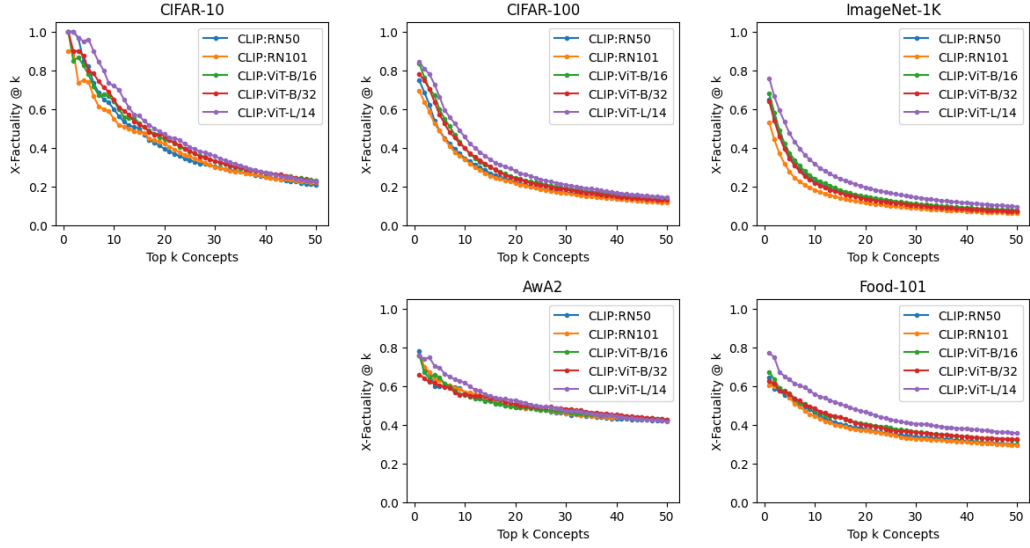 CIFAR-10
1.0
0.8
0.6
0.4
0.2
0.0
X-Factuality @ k
0 10 20 30 40 50
Top k Concepts
CLIP:RN50
CLIP:RN101
CLIP:ViT-B/16
CLIP:ViT-B/32
CLIP:ViT-L/14
CIFAR-100
1.0
0.8
0.6
0.4
0.2
0.0
X-Factuality @ k
0 10 20 30 40 50
Top k Concepts
CLIP:RN50
CLIP:RN101
CLIP:ViT-B/16
CLIP:ViT-B/32
CLIP:ViT-L/14
ImageNet-1K
1.0
0.8
0.6
0.4
0.2
0.0
X-Factuality @ k
0 10 20 30 40 50
Top k Concepts
CLIP:RN50
CLIP:RN101
CLIP:ViT-B/16
CLIP:ViT-B/32
CLIP:ViT-L/14
AwA2
1.0
0.8
0.6
0.4
0.2
0.0
X-Factuality @ k
0 10 20 30 40 50
Top k Concepts
CLIP:RN50
CLIP:RN101
CLIP:ViT-B/16
CLIP:ViT-B/32
CLIP:ViT-L/14
Food-101
1.0
0.8
0.6
0.4
0.2
0.0
X-Factuality @ k
0 10 20 30 40 50
Top k Concepts
CLIP:RN50
CLIP:RN101
CLIP:ViT-B/16
CLIP:ViT-B/32
CLIP:ViT-L/14